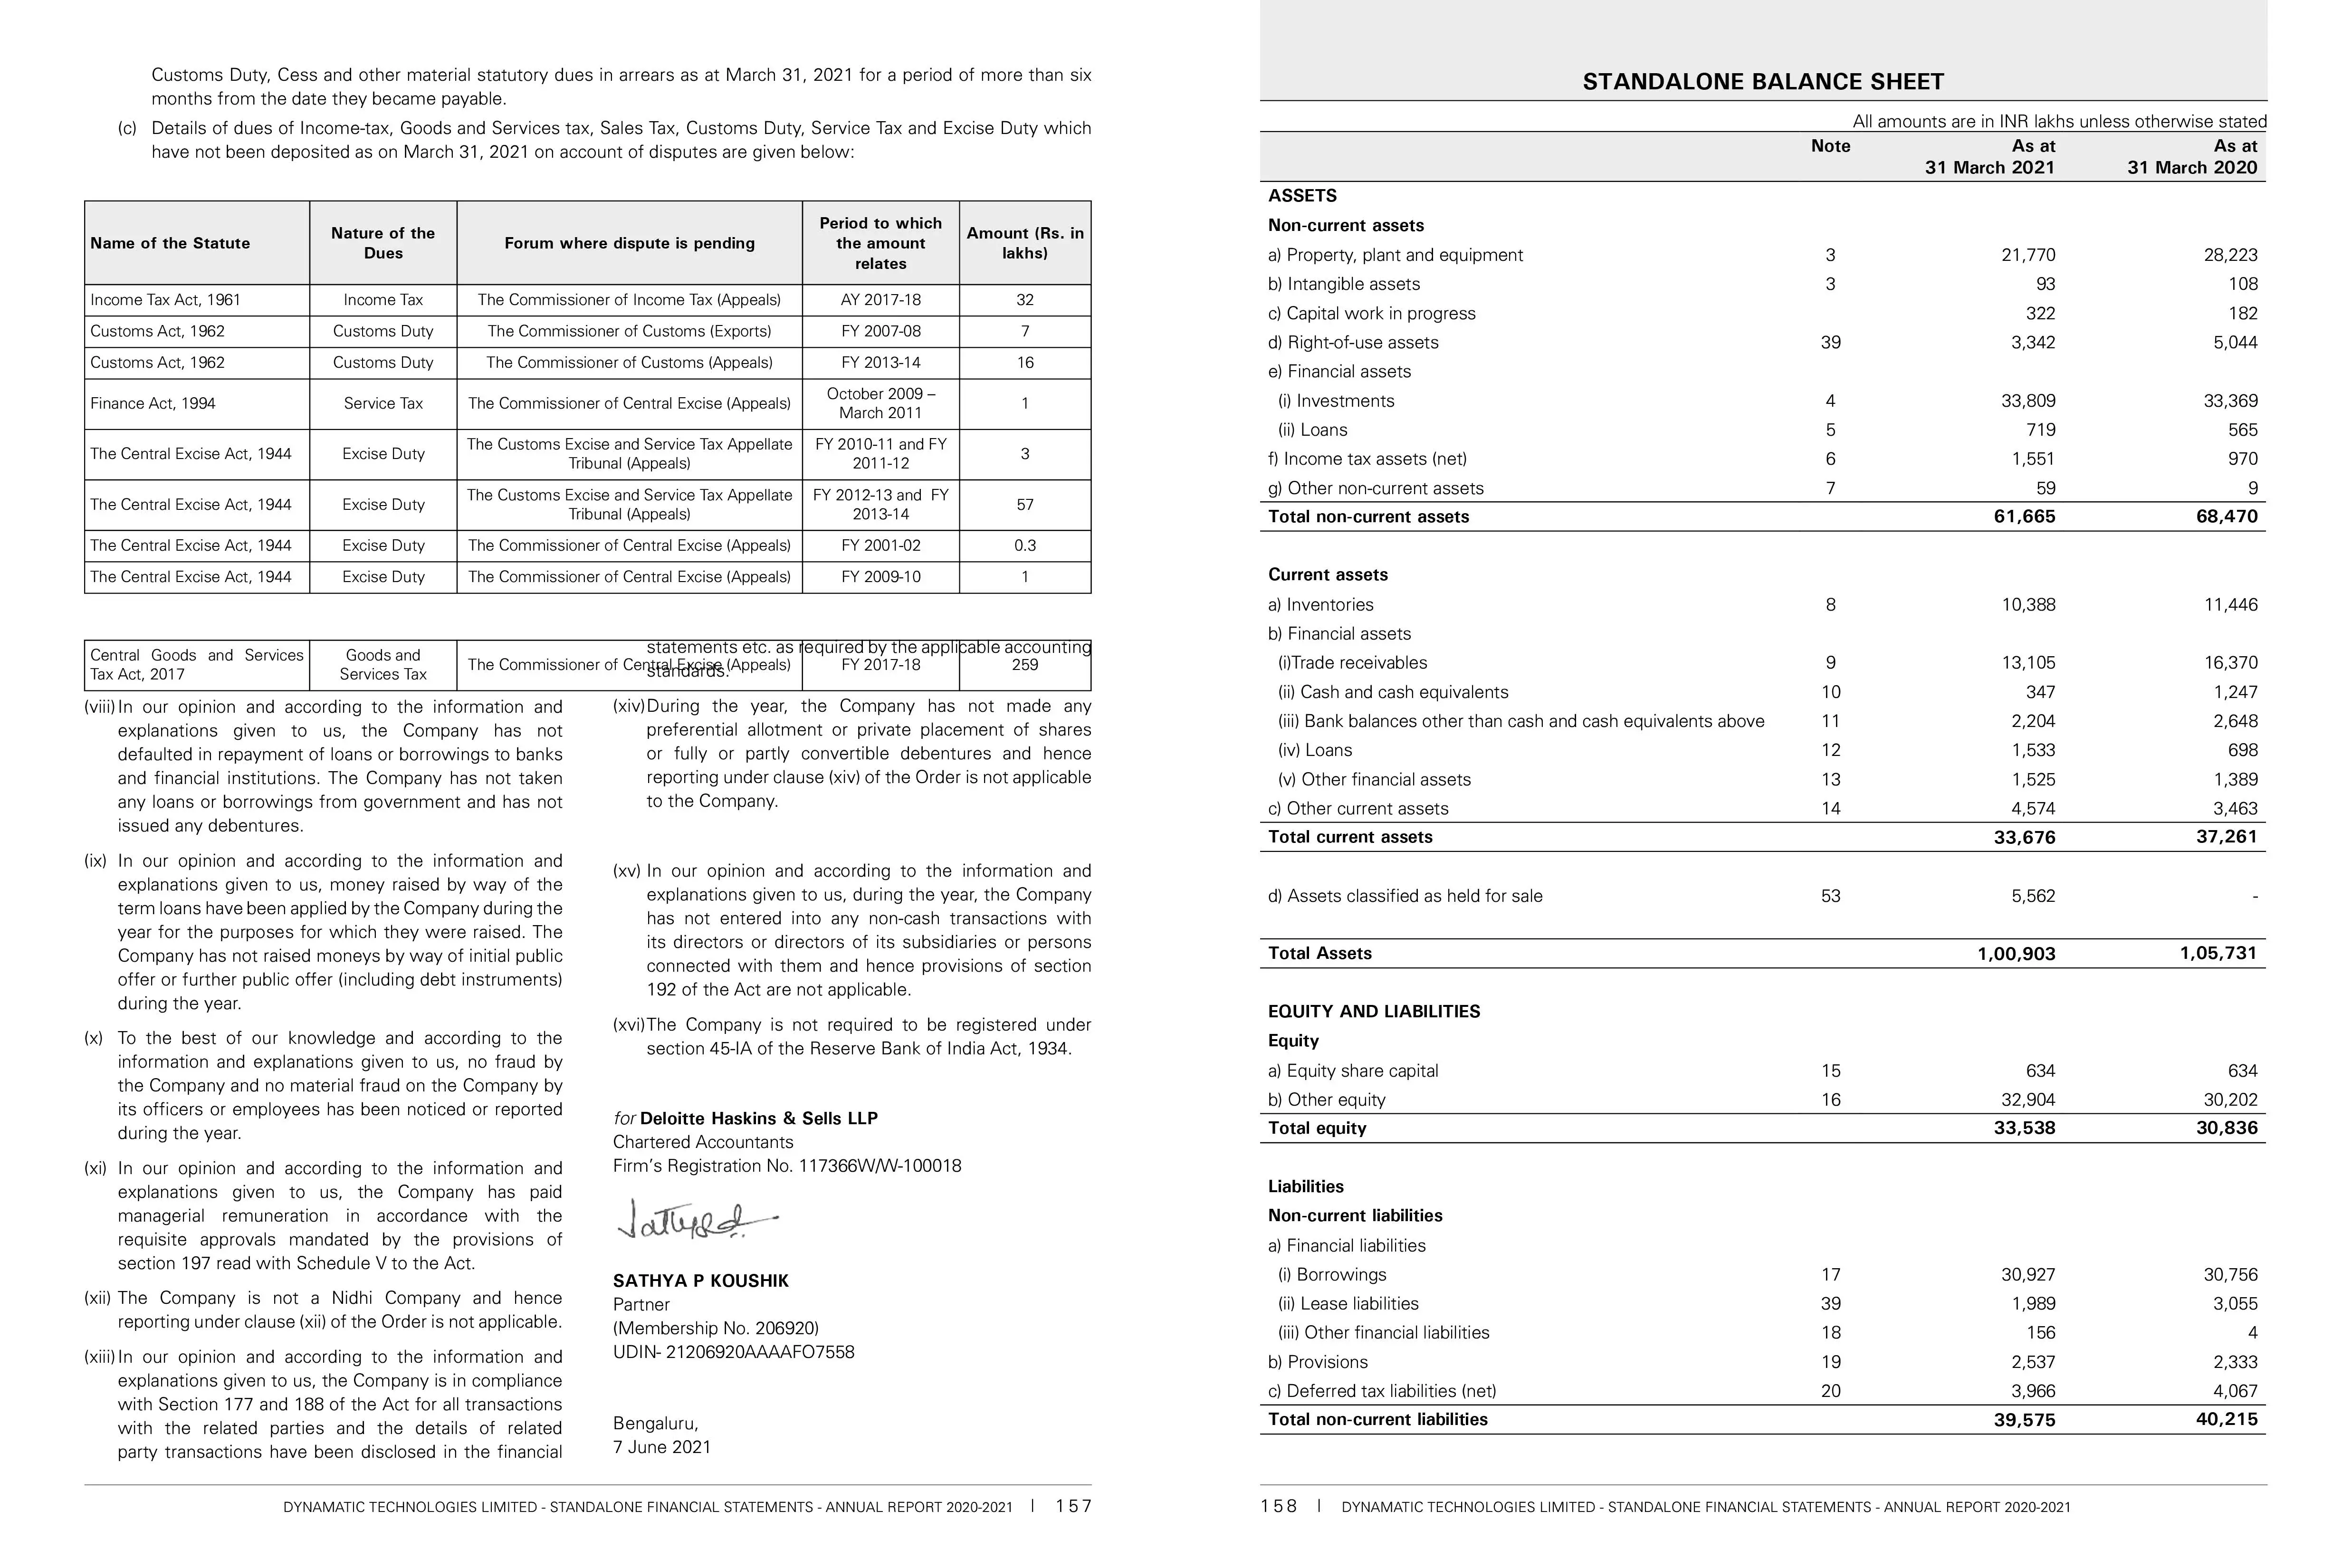 Customs Duty, Cess and other material statutory dues in arrears as at March 31, 2021 for a period of more than six
months from the date they became payable.
(c) Details of dues of Income-tax, Goods and Services tax, Sales Tax, Customs Duty, Service Tax and Excise Duty which
have not been deposited as on March 31, 2021 on account of disputes are given below:
Name of the Statute | Nature of the Dues | Forum where dispute is pending | Period to which the amount relates | Amount (Rs. in lakhs)
Income Tax Act, 1961 | Income Tax | The Commissioner of Income Tax (Appeals) | AY 2017-18 | 32
Customs Act, 1962 | Customs Duty | The Commissioner of Customs (Exports) | FY 2007-08 | 7
Customs Act, 1962 | Customs Duty | The Commissioner of Customs (Appeals) | FY 2013-14 | 16
Finance Act, 1994 | Service Tax | The Commissioner of Central Excise (Appeals) | October 2009 – March 2011 | 1
The Central Excise Act, 1944 | Excise Duty | The Customs Excise and Service Tax Appellate Tribunal (Appeals) | FY 2010-11 and FY 2011-12 | 3
The Central Excise Act, 1944 | Excise Duty | The Customs Excise and Service Tax Appellate Tribunal (Appeals) | FY 2012-13 and FY 2013-14 | 57
The Central Excise Act, 1944 | Excise Duty | The Commissioner of Central Excise (Appeals) | FY 2001-02 | 0.3
The Central Excise Act, 1944 | Excise Duty | The Commissioner of Central Excise (Appeals) | FY 2009-10 | 1
Central Goods and Services Tax Act, 2017 | Goods and Services Tax | The Commissioner of Central Excise (Appeals) | FY 2017-18 | 259
(viii) In our opinion and according to the information and
explanations given to us, the Company has not
defaulted in repayment of loans or borrowings to banks
and financial institutions. The Company has not taken
any loans or borrowings from government and has not
issued any debentures.
(ix) In our opinion and according to the information and
explanations given to us, money raised by way of the
term loans have been applied by the Company during the
year for the purposes for which they were raised. The
Company has not raised moneys by way of initial public
offer or further public offer (including debt instruments)
during the year.
(x) To the best of our knowledge and according to the
information and explanations given to us, no fraud by
the Company and no material fraud on the Company by
its officers or employees has been noticed or reported
during the year.
(xi) In our opinion and according to the information and
explanations given to us, the Company has paid
managerial remuneration in accordance with the
requisite approvals mandated by the provisions of
section 197 read with Schedule V to the Act.
(xii) The Company is not a Nidhi Company and hence
reporting under clause (xii) of the Order is not applicable.
(xiii) In our opinion and according to the information and
explanations given to us, the Company is in compliance
with Section 177 and 188 of the Act for all transactions
with the related parties and the details of related
party transactions have been disclosed in the financial
statements etc. as required by the applicable accounting
standards.
(xiv) During the year, the Company has not made any
preferential allotment or private placement of shares
or fully or partly convertible debentures and hence
reporting under clause (xiv) of the Order is not applicable
to the Company.
(xv) In our opinion and according to the information and
explanations given to us, during the year, the Company
has not entered into any non-cash transactions with
its directors or directors of its subsidiaries or persons
connected with them and hence provisions of section
192 of the Act are not applicable.
(xvi) The Company is not required to be registered under
section 45-IA of the Reserve Bank of India Act, 1934.
for Deloitte Haskins & Sells LLP
Chartered Accountants
Firm's Registration No. 117366W/W-100018
SATHYA P KOUSHIK
Partner
(Membership No. 206920)
UDIN- 21206920AAAAFO7558
Bengaluru,
7 June 2021
DYNAMATIC TECHNOLOGIES LIMITED - STANDALONE FINANCIAL STATEMENTS - ANNUAL REPORT 2020-2021 | 157
STANDALONE BALANCE SHEET
All amounts are in INR lakhs unless otherwise stated
Note | As at 31 March 2021 | As at 31 March 2020
ASSETS
Non-current assets
a) Property, plant and equipment 3 21,770 28,223
b) Intangible assets 3 93 108
c) Capital work in progress 322 182
d) Right-of-use assets 39 3,342 5,044
e) Financial assets
(i) Investments 4 33,809 33,369
(ii) Loans 5 719 565
f) Income tax assets (net) 6 1,551 970
g) Other non-current assets 7 59 9
Total non-current assets 61,665 68,470
Current assets
a) Inventories 8 10,388 11,446
b) Financial assets
(i)Trade receivables 9 13,105 16,370
(ii) Cash and cash equivalents 10 347 1,247
(iii) Bank balances other than cash and cash equivalents above 11 2,204 2,648
(iv) Loans 12 1,533 698
(v) Other financial assets 13 1,525 1,389
c) Other current assets 14 4,574 3,463
Total current assets 33,676 37,261
d) Assets classified as held for sale 53 5,562 -
Total Assets 1,00,903 1,05,731
EQUITY AND LIABILITIES
Equity
a) Equity share capital 15 634 634
b) Other equity 16 32,904 30,202
Total equity 33,538 30,836
Liabilities
Non-current liabilities
a) Financial liabilities
(i) Borrowings 17 30,927 30,756
(ii) Lease liabilities 39 1,989 3,055
(iii) Other financial liabilities 18 156 4
b) Provisions 19 2,537 2,333
c) Deferred tax liabilities (net) 20 3,966 4,067
Total non-current liabilities 39,575 40,215
158 | DYNAMATIC TECHNOLOGIES LIMITED - STANDALONE FINANCIAL STATEMENTS - ANNUAL REPORT 2020-2021